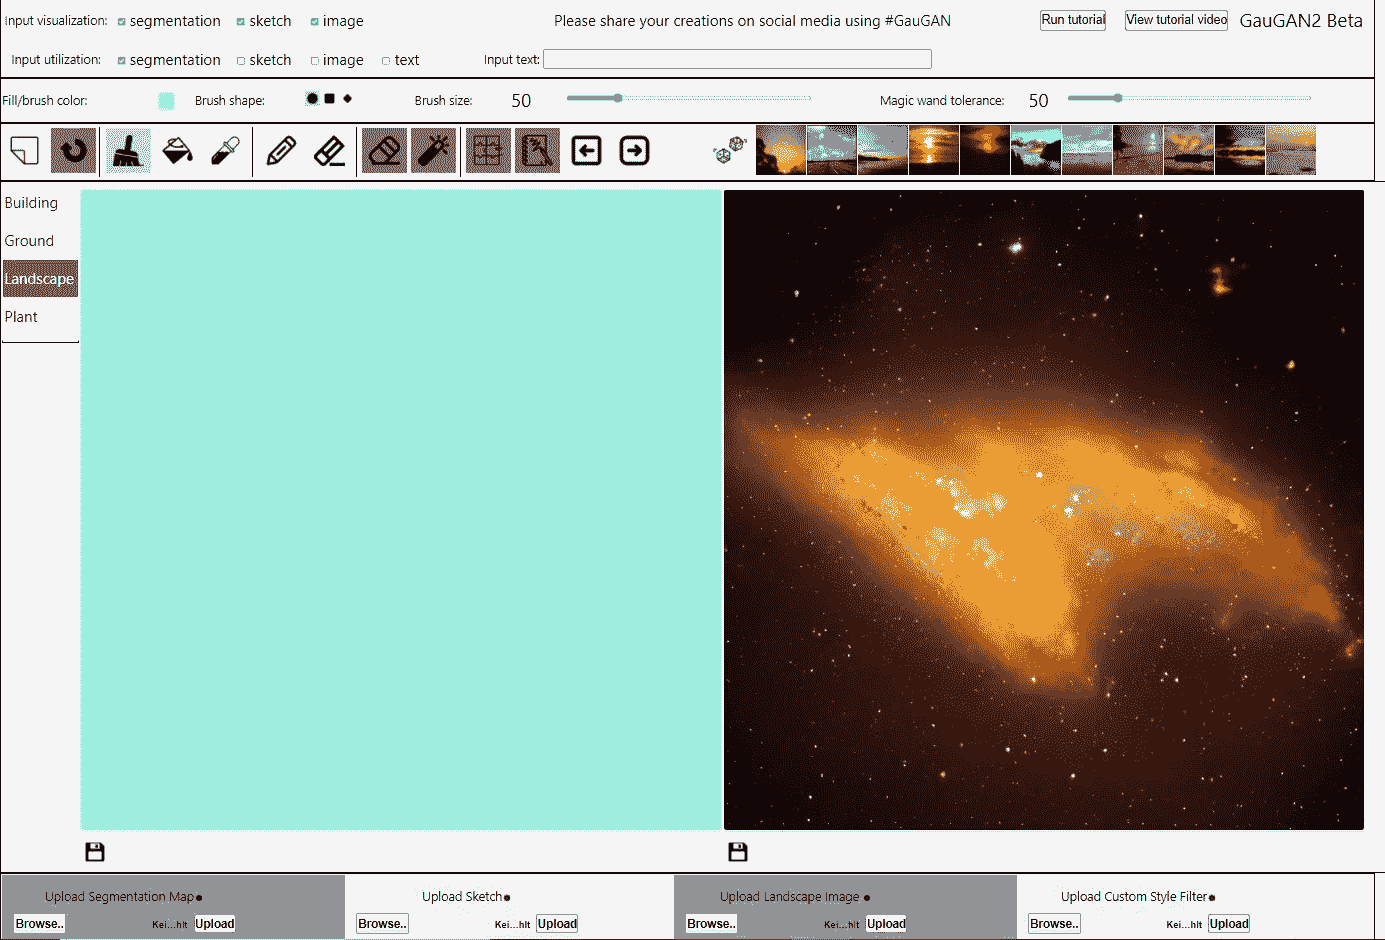 Input visualization: segmentation sketch image Please share your creations on social media using #GauGAN Run tutorial View tutorial video GauGAN2 Beta
Input utilization: segmentation sketch image text Input text:
Fill/brush color: Brush shape: Brush size: 50 Magic wand tolerance: 50
Building
Ground
Landscape
Plant
Upload Segmentation Map Upload Sketch Upload Landscape Image Upload Custom Style Filter
Browse.. Kei...hlt Upload Browse.. Kei...hlt Upload Browse.. Kei...hlt Upload Browse.. Kei...hlt Upload